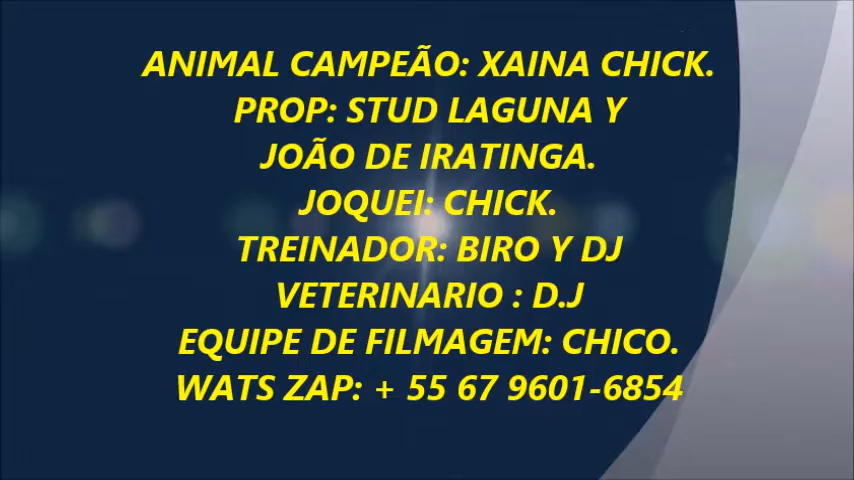 ANIMAL CAMPEÃO: XAINA CHICK.
PROP: STUD LAGUNA Y
JOÃO DE IRATINGA.
JOQUEI: CHICK.
TREINADOR: BIRO Y DJ
VETERINARIO : D.J
EQUIPE DE FILMAGEM: CHICO.
WATS ZAP: + 55 67 9601-6854